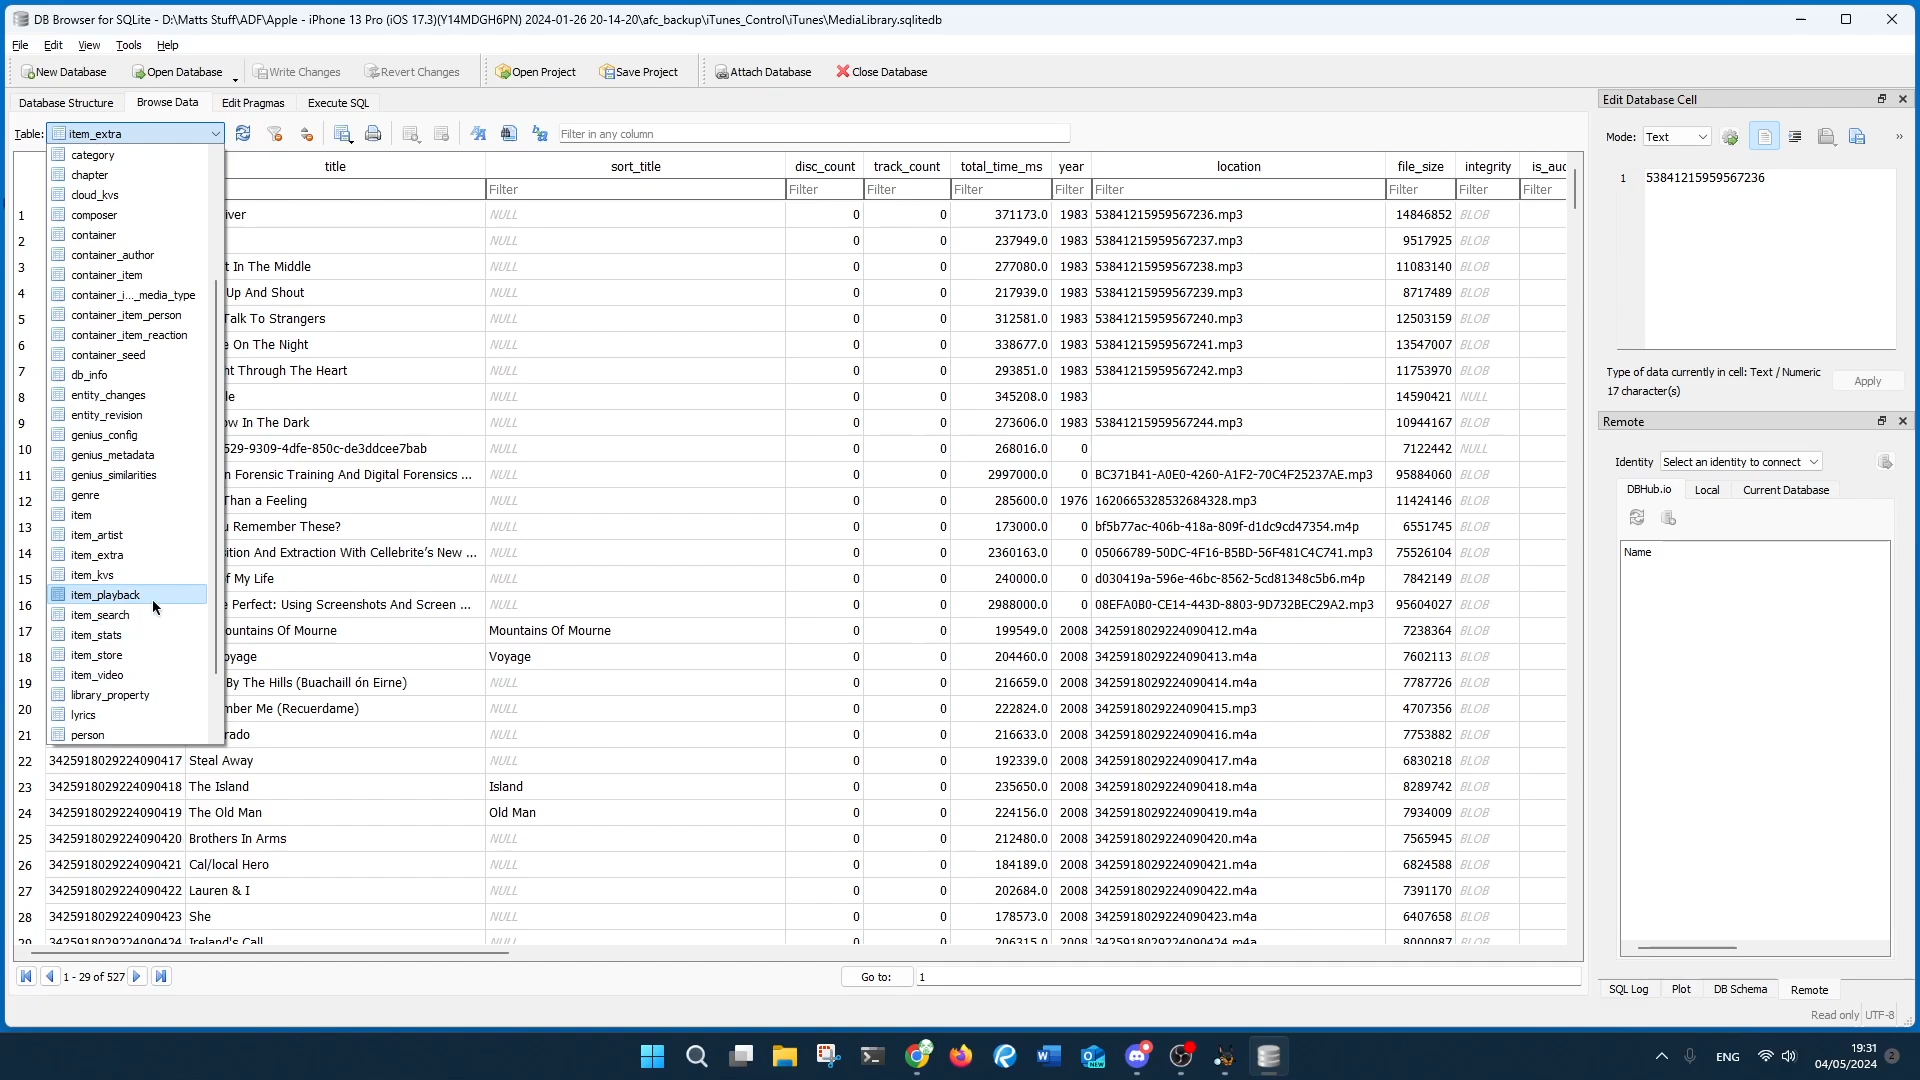 DB Browser for SQLite - D:\Matts Stuff\ADF\Apple - iPhone 13 Pro (iOS 17.3)(Y14MDGH6PN) 2024-01-26 20-14-20\afc_backup\iTunes_Control\iTunes\MediaLibrary.sqlitedb
File Edit View Tools Help
New Database Open Database Write Changes Revert Changes Open Project Save Project Attach Database Close Database
Database Structure Browse Data Edit Pragmas Execute SQL
Table: item_extra Filter in any column
category
chapter
cloud_kvs
composer
container
container_author
container_item
container_i..._media_type
container_item_person
container_item_reaction
container_seed
db_info
entity_changes
entity_revision
genius_config
genius_metadata
genius_similarities
genre
item
item_artist
item_extra
item_kvs
item_playback
item_search
item_stats
item_store
item_video
library_property
lyrics
person
title sort_title disc_count track_count total_time_ms year location file_size integrity is_aud
Filter Filter Filter Filter Filter Filter Filter Filter Filter
1 iver NULL 0 0 371173.0 1983 53841215959567236.mp3 14846852 BLOB
2 0 0 237949.0 1983 53841215959567237.mp3 9517925 BLOB
3 t In The Middle NULL 0 0 277080.0 1983 53841215959567238.mp3 11083140 BLOB
4 Up And Shout NULL 0 0 217939.0 1983 53841215959567239.mp3 8717489 BLOB
5 Talk To Strangers NULL 0 0 312581.0 1983 53841215959567240.mp3 12503159 BLOB
6 e On The Night NULL 0 0 338677.0 1983 53841215959567241.mp3 13547007 BLOB
7 ht Through The Heart NULL 0 0 293851.0 1983 53841215959567242.mp3 11753970 BLOB
8 le NULL 0 0 345208.0 1983 14590421 NULL
9 ow In The Dark NULL 0 0 273606.0 1983 53841215959567244.mp3 10944167 BLOB
10 529-9309-4dfe-850c-de3ddcee7bab NULL 0 0 268016.0 0 7122442 NULL
11 n Forensic Training And Digital Forensics ... NULL 0 0 2997000.0 0 BC371B41-A0E0-4260-A1F2-70C4F25237AE.mp3 95884060 BLOB
12 Than a Feeling NULL 0 0 285600.0 1976 1620665328532684328.mp3 11424146 BLOB
13 u Remember These? NULL 0 0 173000.0 0 bf5b77ac-406b-418a-809f-d1dc9cd47354.m4p 6551745 BLOB
14 ition And Extraction With Cellebrite's New ... NULL 0 0 2360163.0 0 05066789-50DC-4F16-B5BD-56F481C4C741.mp3 75526104 BLOB
15 f My Life NULL 0 0 240000.0 0 d030419a-596e-46bc-8562-5cd81348c5b6.m4p 7842149 BLOB
16 e Perfect: Using Screenshots And Screen ... NULL 0 0 2988000.0 0 08EFA0B0-CE14-443D-8803-9D732BEC29A2.mp3 95604027 BLOB
17 ountains Of Mourne Mountains Of Mourne 0 0 199549.0 2008 3425918029224090412.m4a 7238364 BLOB
18 oyage Voyage 0 0 204460.0 2008 3425918029224090413.m4a 7602113 BLOB
19 By The Hills (Buachaill ón Eirne) NULL 0 0 216659.0 2008 3425918029224090414.m4a 7787726 BLOB
20 mber Me (Recuerdame) NULL 0 0 222824.0 2008 3425918029224090415.mp3 4707356 BLOB
21 rado NULL 0 0 216633.0 2008 3425918029224090416.m4a 7753882 BLOB
22 3425918029224090417 Steal Away NULL 0 0 192339.0 2008 3425918029224090417.m4a 6830218 BLOB
23 3425918029224090418 The Island Island 0 0 235650.0 2008 3425918029224090418.m4a 8289742 BLOB
24 3425918029224090419 The Old Man Old Man 0 0 224156.0 2008 3425918029224090419.m4a 7934009 BLOB
25 3425918029224090420 Brothers In Arms NULL 0 0 212480.0 2008 3425918029224090420.m4a 7565945 BLOB
26 3425918029224090421 Cal/local Hero NULL 0 0 184189.0 2008 3425918029224090421.m4a 6824588 BLOB
27 3425918029224090422 Lauren & I NULL 0 0 202684.0 2008 3425918029224090422.m4a 7391170 BLOB
28 3425918029224090423 She NULL 0 0 178573.0 2008 3425918029224090423.m4a 6407658 BLOB
29 3425918029224090424 Ireland's Call NULL 0 0 206315.0 2008 3425918029224090424.m4a 8000087 BLOB
1 - 29 of 527 Go to: 1
Edit Database Cell
Mode: Text
1 53841215959567236
Type of data currently in cell: Text / Numeric
17 character(s)
Apply
Remote
Identity Select an identity to connect
DBHub.io Local Current Database
Name
SQL Log Plot DB Schema Remote
Read only UTF-8
ENG 19:31
04/05/2024 2